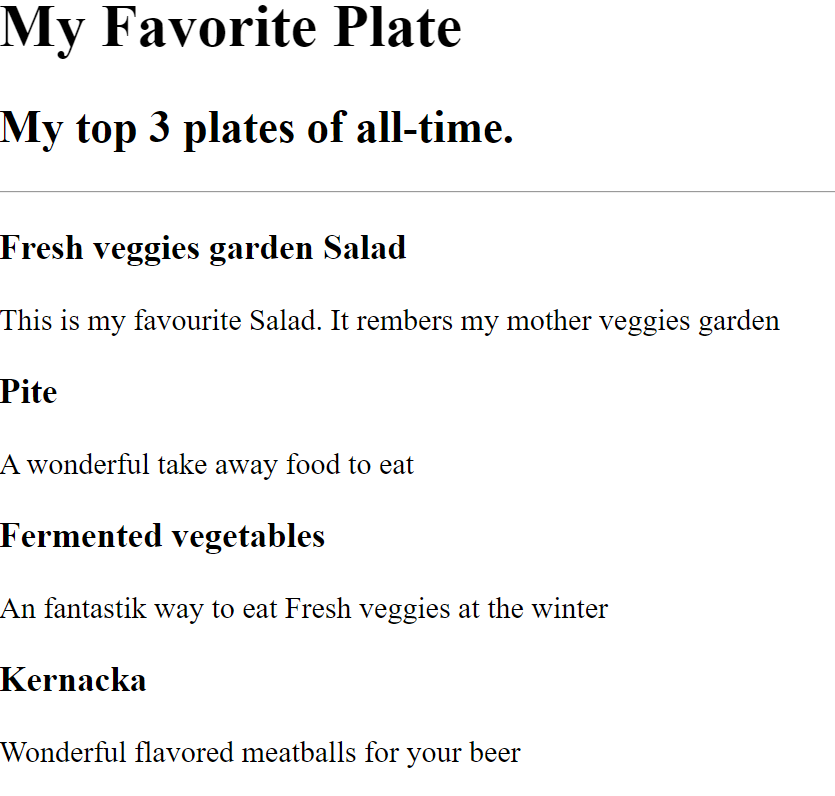 My Favorite Plate
My top 3 plates of all-time.
Fresh veggies garden Salad
This is my favourite Salad. It rembers my mother veggies garden
Pite
A wonderful take away food to eat
Fermented vegetables
An fantastik way to eat Fresh veggies at the winter
Kernacka
Wonderful flavored meatballs for your beer